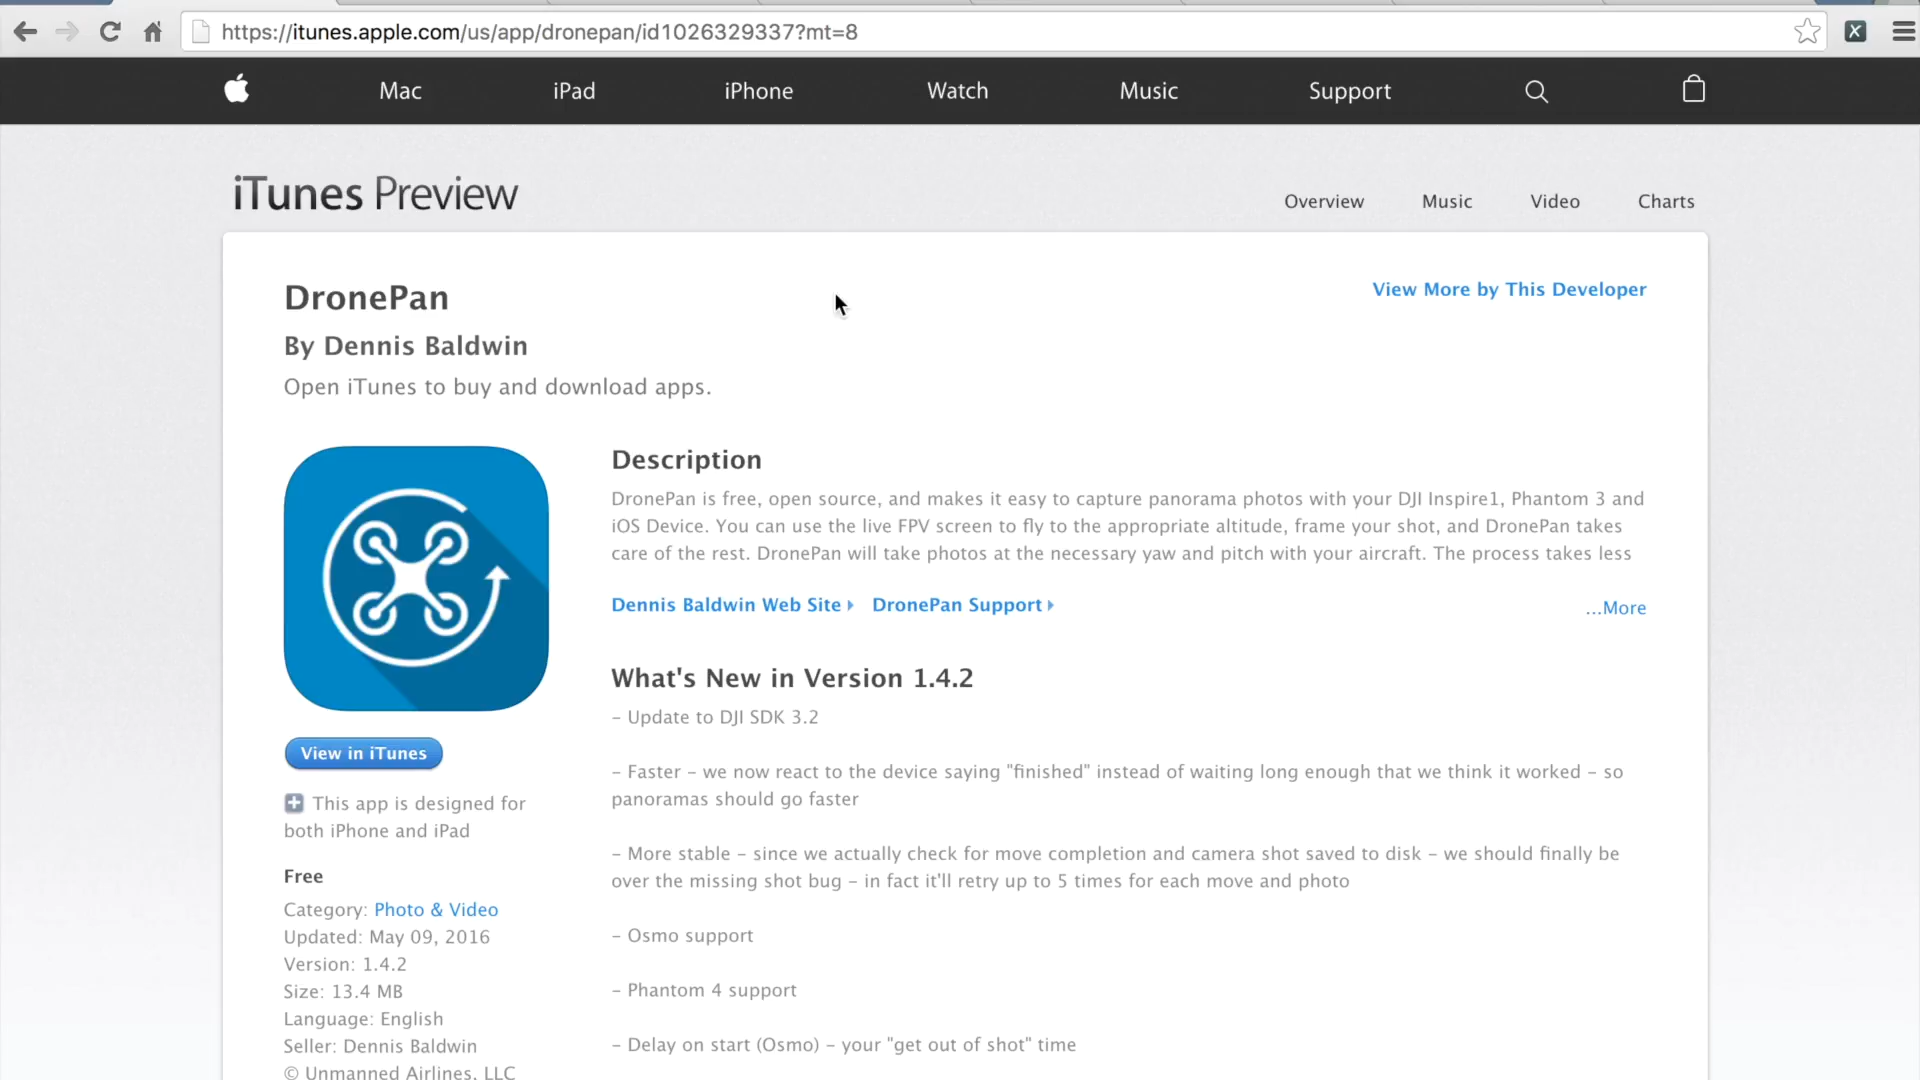 https://itunes.apple.com/us/app/dronepan/id1026329337?mt=8
X
Mac iPad iPhone Watch Music Support
iTunes Preview
Overview Music Video Charts
DronePan
View More by This Developer
By Dennis Baldwin
Open iTunes to buy and download apps.
Description
DronePan is free, open source, and makes it easy to capture panorama photos with your DJI Inspire1, Phantom 3 and
iOS Device. You can use the live FPV screen to fly to the appropriate altitude, frame your shot, and DronePan takes
care of the rest. DronePan will take photos at the necessary yaw and pitch with your aircraft. The process takes less
Dennis Baldwin Web Site DronePan Support ...More
What's New in Version 1.4.2
– Update to DJI SDK 3.2
– Faster – we now react to the device saying "finished" instead of waiting long enough that we think it worked – so
panoramas should go faster
– More stable – since we actually check for move completion and camera shot saved to disk – we should finally be
over the missing shot bug – in fact it'll retry up to 5 times for each move and photo
– Osmo support
– Phantom 4 support
– Delay on start (Osmo) – your "get out of shot" time
View in iTunes
This app is designed for
both iPhone and iPad
Free
Category: Photo & Video
Updated: May 09, 2016
Version: 1.4.2
Size: 13.4 MB
Language: English
Seller: Dennis Baldwin
© Unmanned Airlines, LLC